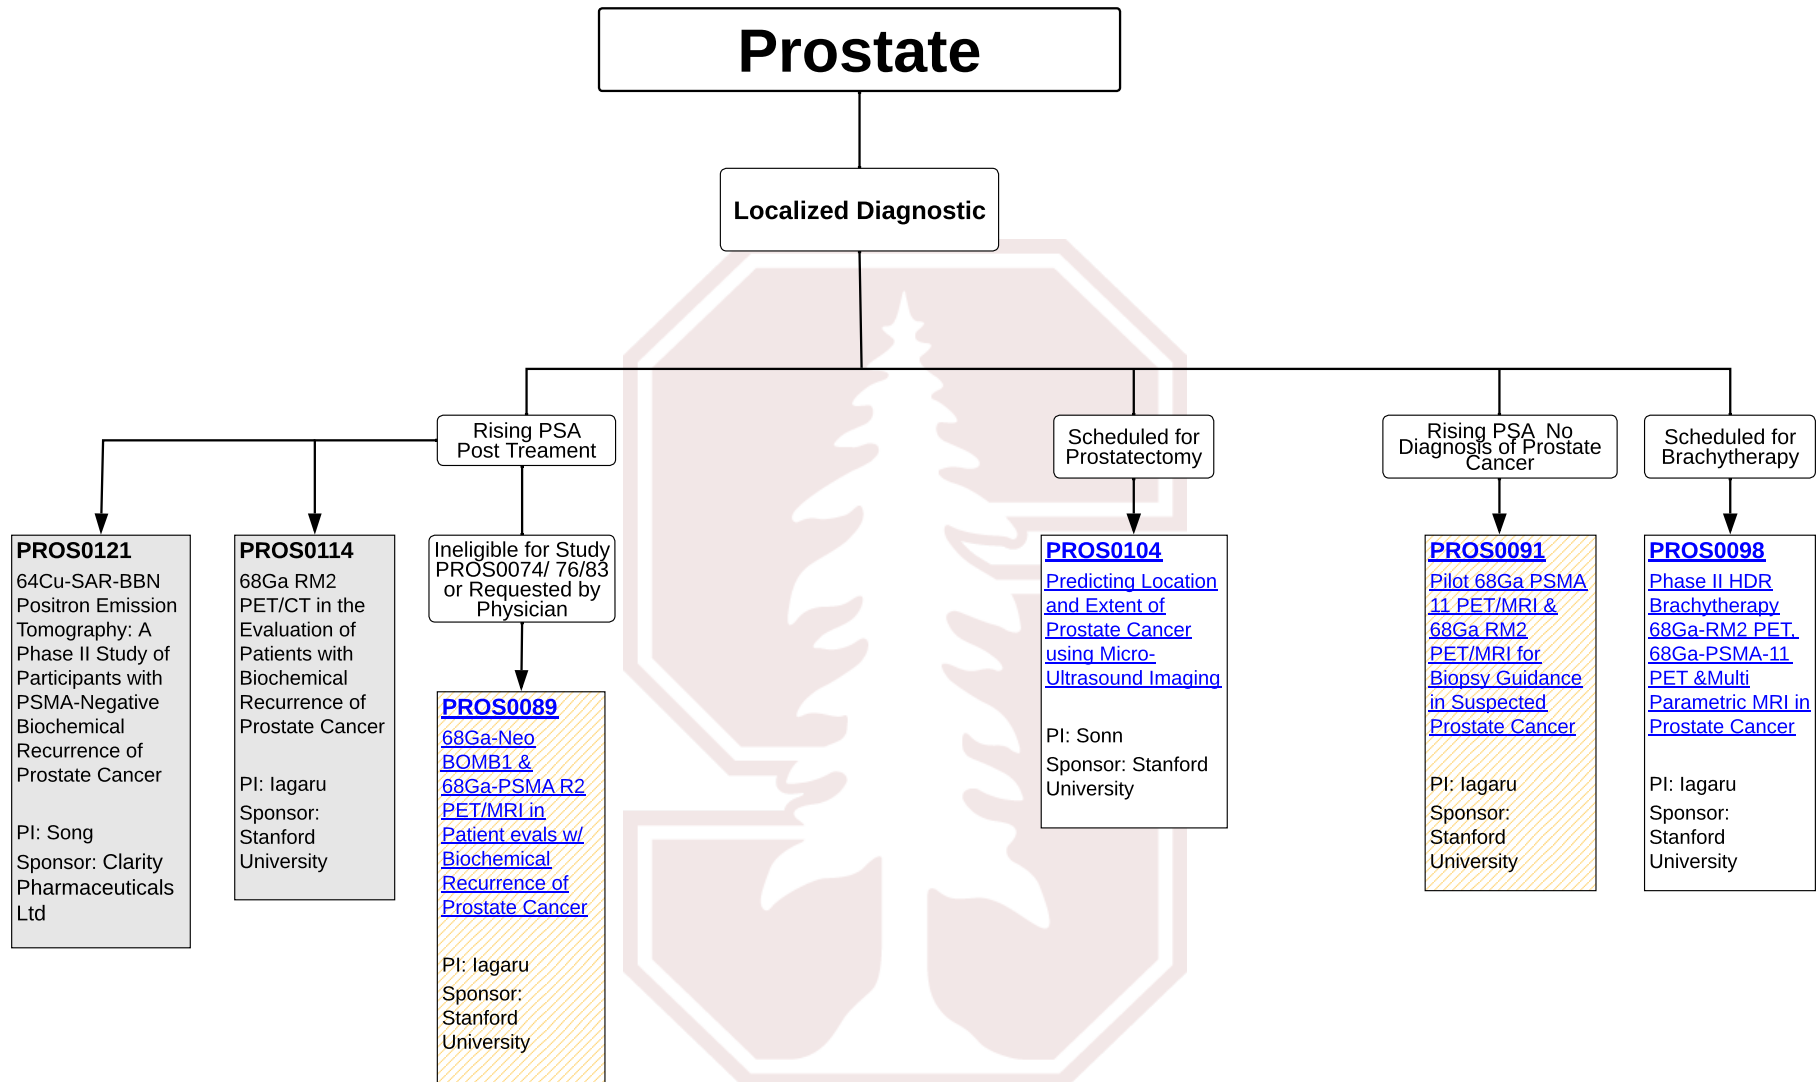 Prostate
Localized Diagnostic
Rising PSA
Post Treament
Scheduled for
Prostatectomy
Rising PSA  No
Diagnosis of Prostate
Cancer
Scheduled for
Brachytherapy
PROS0121
64Cu-SAR-BBN
Positron Emission
Tomography: A
Phase II Study of
Participants with
PSMA-Negative
Biochemical
Recurrence of
Prostate Cancer
PI: Song
Sponsor: Clarity
Pharmaceuticals
Ltd
PROS0114
68Ga RM2
PET/CT in the
Evaluation of
Patients with
Biochemical
Recurrence of
Prostate Cancer
PI: Iagaru
Sponsor:
Stanford
University
Ineligible for Study
PROS0074/ 76/83
or Requested by
Physician
PROS0089
68Ga-Neo
BOMB1 &
68Ga-PSMA R2
PET/MRI in
Patient evals w/
Biochemical
Recurrence of
Prostate Cancer
PI: Iagaru
Sponsor:
Stanford
University
PROS0104
Predicting Location
and Extent of
Prostate Cancer
using Micro-
Ultrasound Imaging
PI: Sonn
Sponsor: Stanford
University
PROS0091
Pilot 68Ga PSMA
11 PET/MRI &
68Ga RM2
PET/MRI for
Biopsy Guidance
in Suspected
Prostate Cancer
PI: Iagaru
Sponsor:
Stanford
University
PROS0098
Phase II HDR
Brachytherapy
68Ga-RM2 PET,
68Ga-PSMA-11
PET &Multi
Parametric MRI in
Prostate Cancer
PI: Iagaru
Sponsor:
Stanford
University